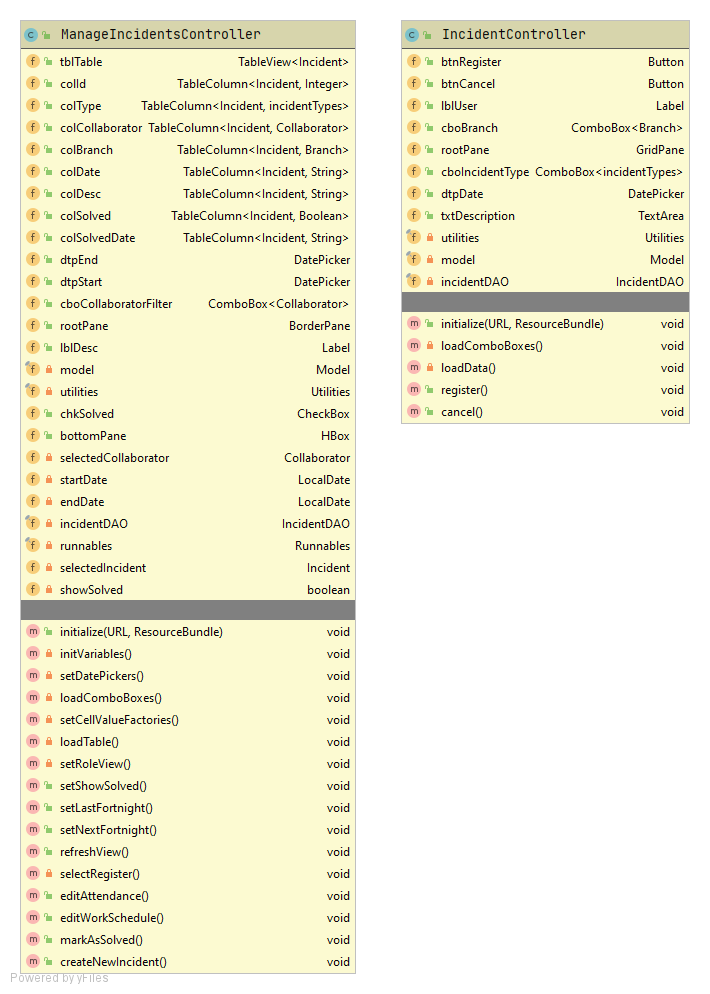 ManageIncidentsController
tblTable TableView<Incident>
colId TableColumn<Incident, Integer>
colType TableColumn<Incident, incidentTypes>
colCollaborator TableColumn<Incident, Collaborator>
colBranch TableColumn<Incident, Branch>
colDate TableColumn<Incident, String>
colDesc TableColumn<Incident, String>
colSolved TableColumn<Incident, Boolean>
colSolvedDate TableColumn<Incident, String>
dtpEnd DatePicker
dtpStart DatePicker
cboCollaboratorFilter ComboBox<Collaborator>
rootPane BorderPane
lblDesc Label
model Model
utilities Utilities
chkSolved CheckBox
bottomPane HBox
selectedCollaborator Collaborator
startDate LocalDate
endDate LocalDate
incidentDAO IncidentDAO
runnables Runnables
selectedIncident Incident
showSolved boolean
initialize(URL, ResourceBundle) void
initVariables() void
setDatePickers() void
loadComboBoxes() void
setCellValueFactories() void
loadTable() void
setRoleView() void
setShowSolved() void
setLastFortnight() void
setNextFortnight() void
refreshView() void
selectRegister() void
editAttendance() void
editWorkSchedule() void
markAsSolved() void
createNewIncident() void
IncidentController
btnRegister Button
btnCancel Button
lblUser Label
cboBranch ComboBox<Branch>
rootPane GridPane
cboIncidentType ComboBox<incidentTypes>
dtpDate DatePicker
txtDescription TextArea
utilities Utilities
model Model
incidentDAO IncidentDAO
initialize(URL, ResourceBundle) void
loadComboBoxes() void
loadData() void
register() void
cancel() void
Powered by yFiles